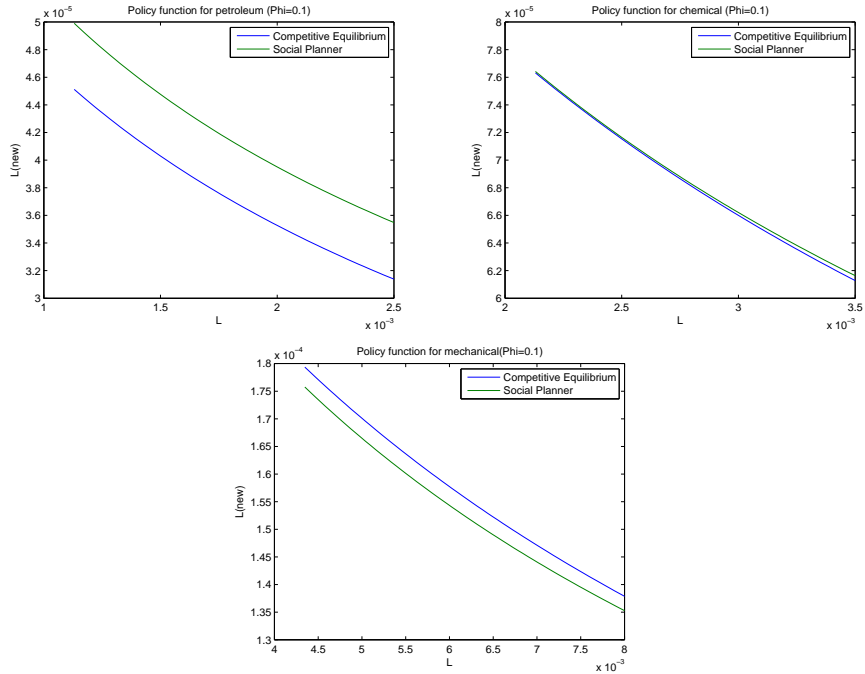 Policy function for petroleum (Phi=0.1)
x 10⁻⁵
5
4.8
4.6
4.4
4.2
4
3.8
3.6
3.4
3.2
3
L(new)
Competitive Equilibrium
Social Planner
1
1.5
2
2.5
L
x 10⁻³
Policy function for chemical (Phi=0.1)
x 10⁻⁵
8
7.8
7.6
7.4
7.2
7
6.8
6.6
6.4
6.2
6
L(new)
Competitive Equilibrium
Social Planner
2
2.5
3
3.5
L
x 10⁻³
Policy function for mechanical(Phi=0.1)
x 10⁻⁴
1.8
1.75
1.7
1.65
1.6
1.55
1.5
1.45
1.4
1.35
1.3
L(new)
Competitive Equilibrium
Social Planner
4
4.5
5
5.5
6
6.5
7
7.5
8
L
x 10⁻³